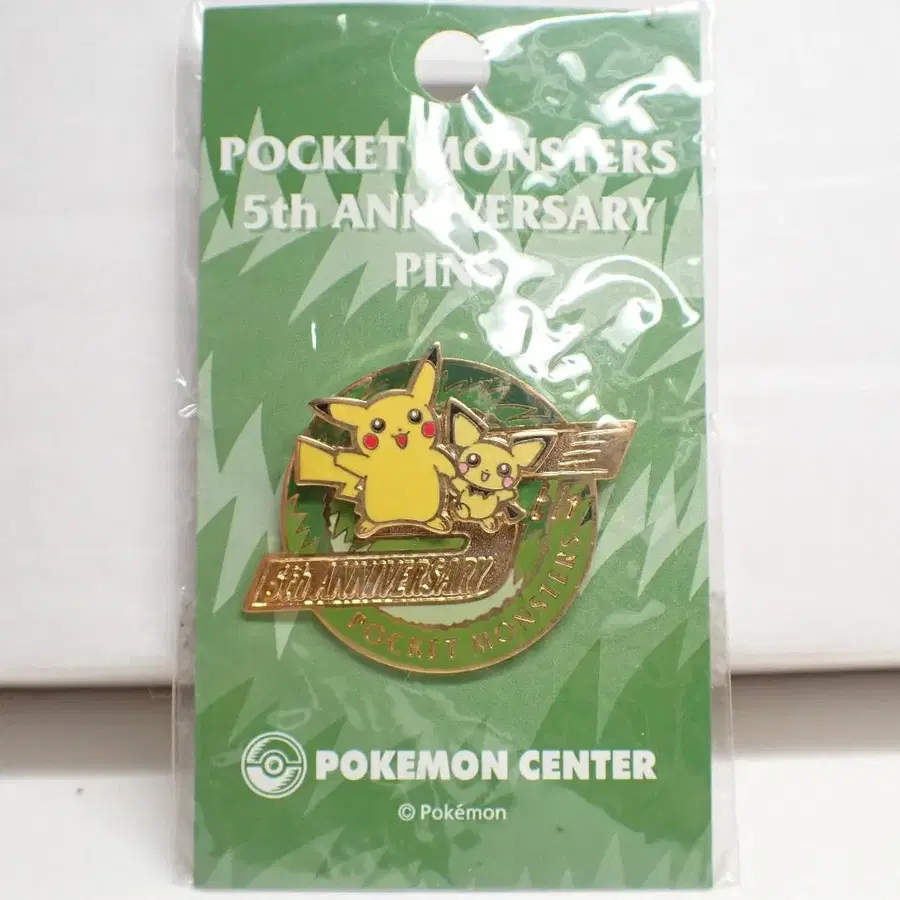 POCKET MONSTERS
5th ANNIVERSARY
PINS
5th ANNIVERSARY
POCKET MONSTERS
POKEMON CENTER
© Pokémon